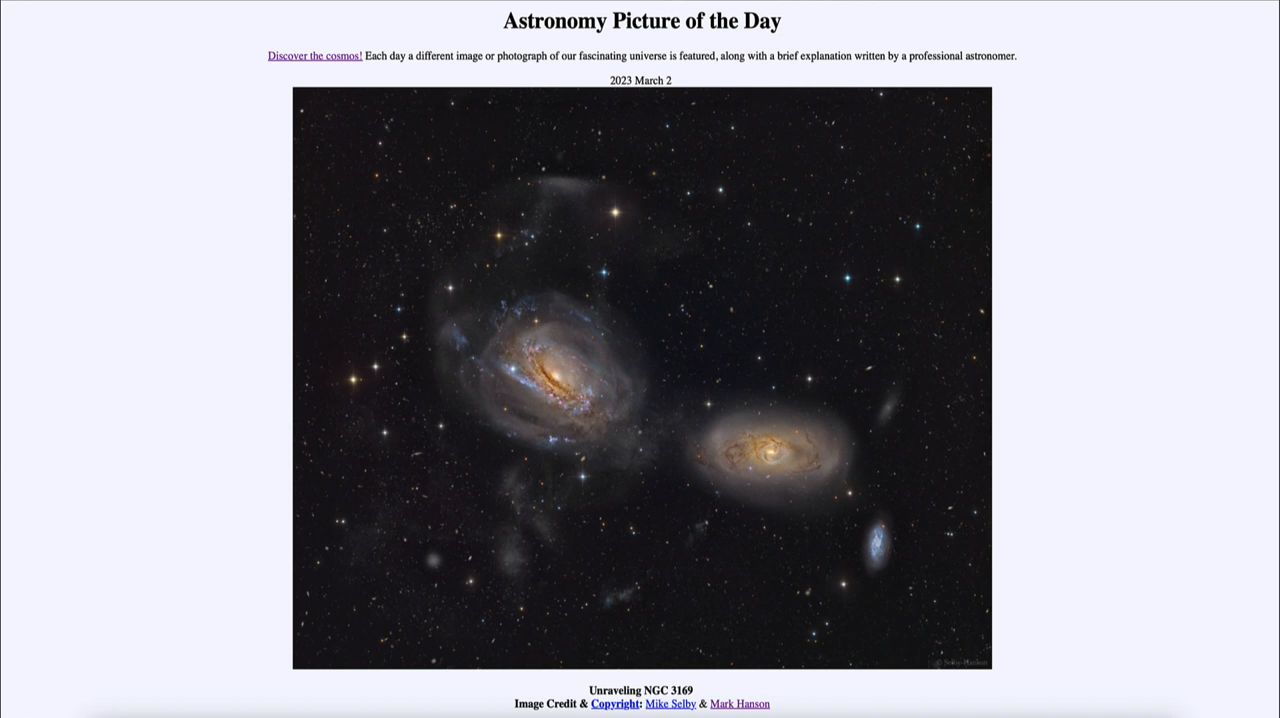 Astronomy Picture of the Day
Discover the cosmos! Each day a different image or photograph of our fascinating universe is featured, along with a brief explanation written by a professional astronomer.
2023 March 2
© Selby-Hanson
Unraveling NGC 3169
Image Credit & Copyright: Mike Selby & Mark Hanson